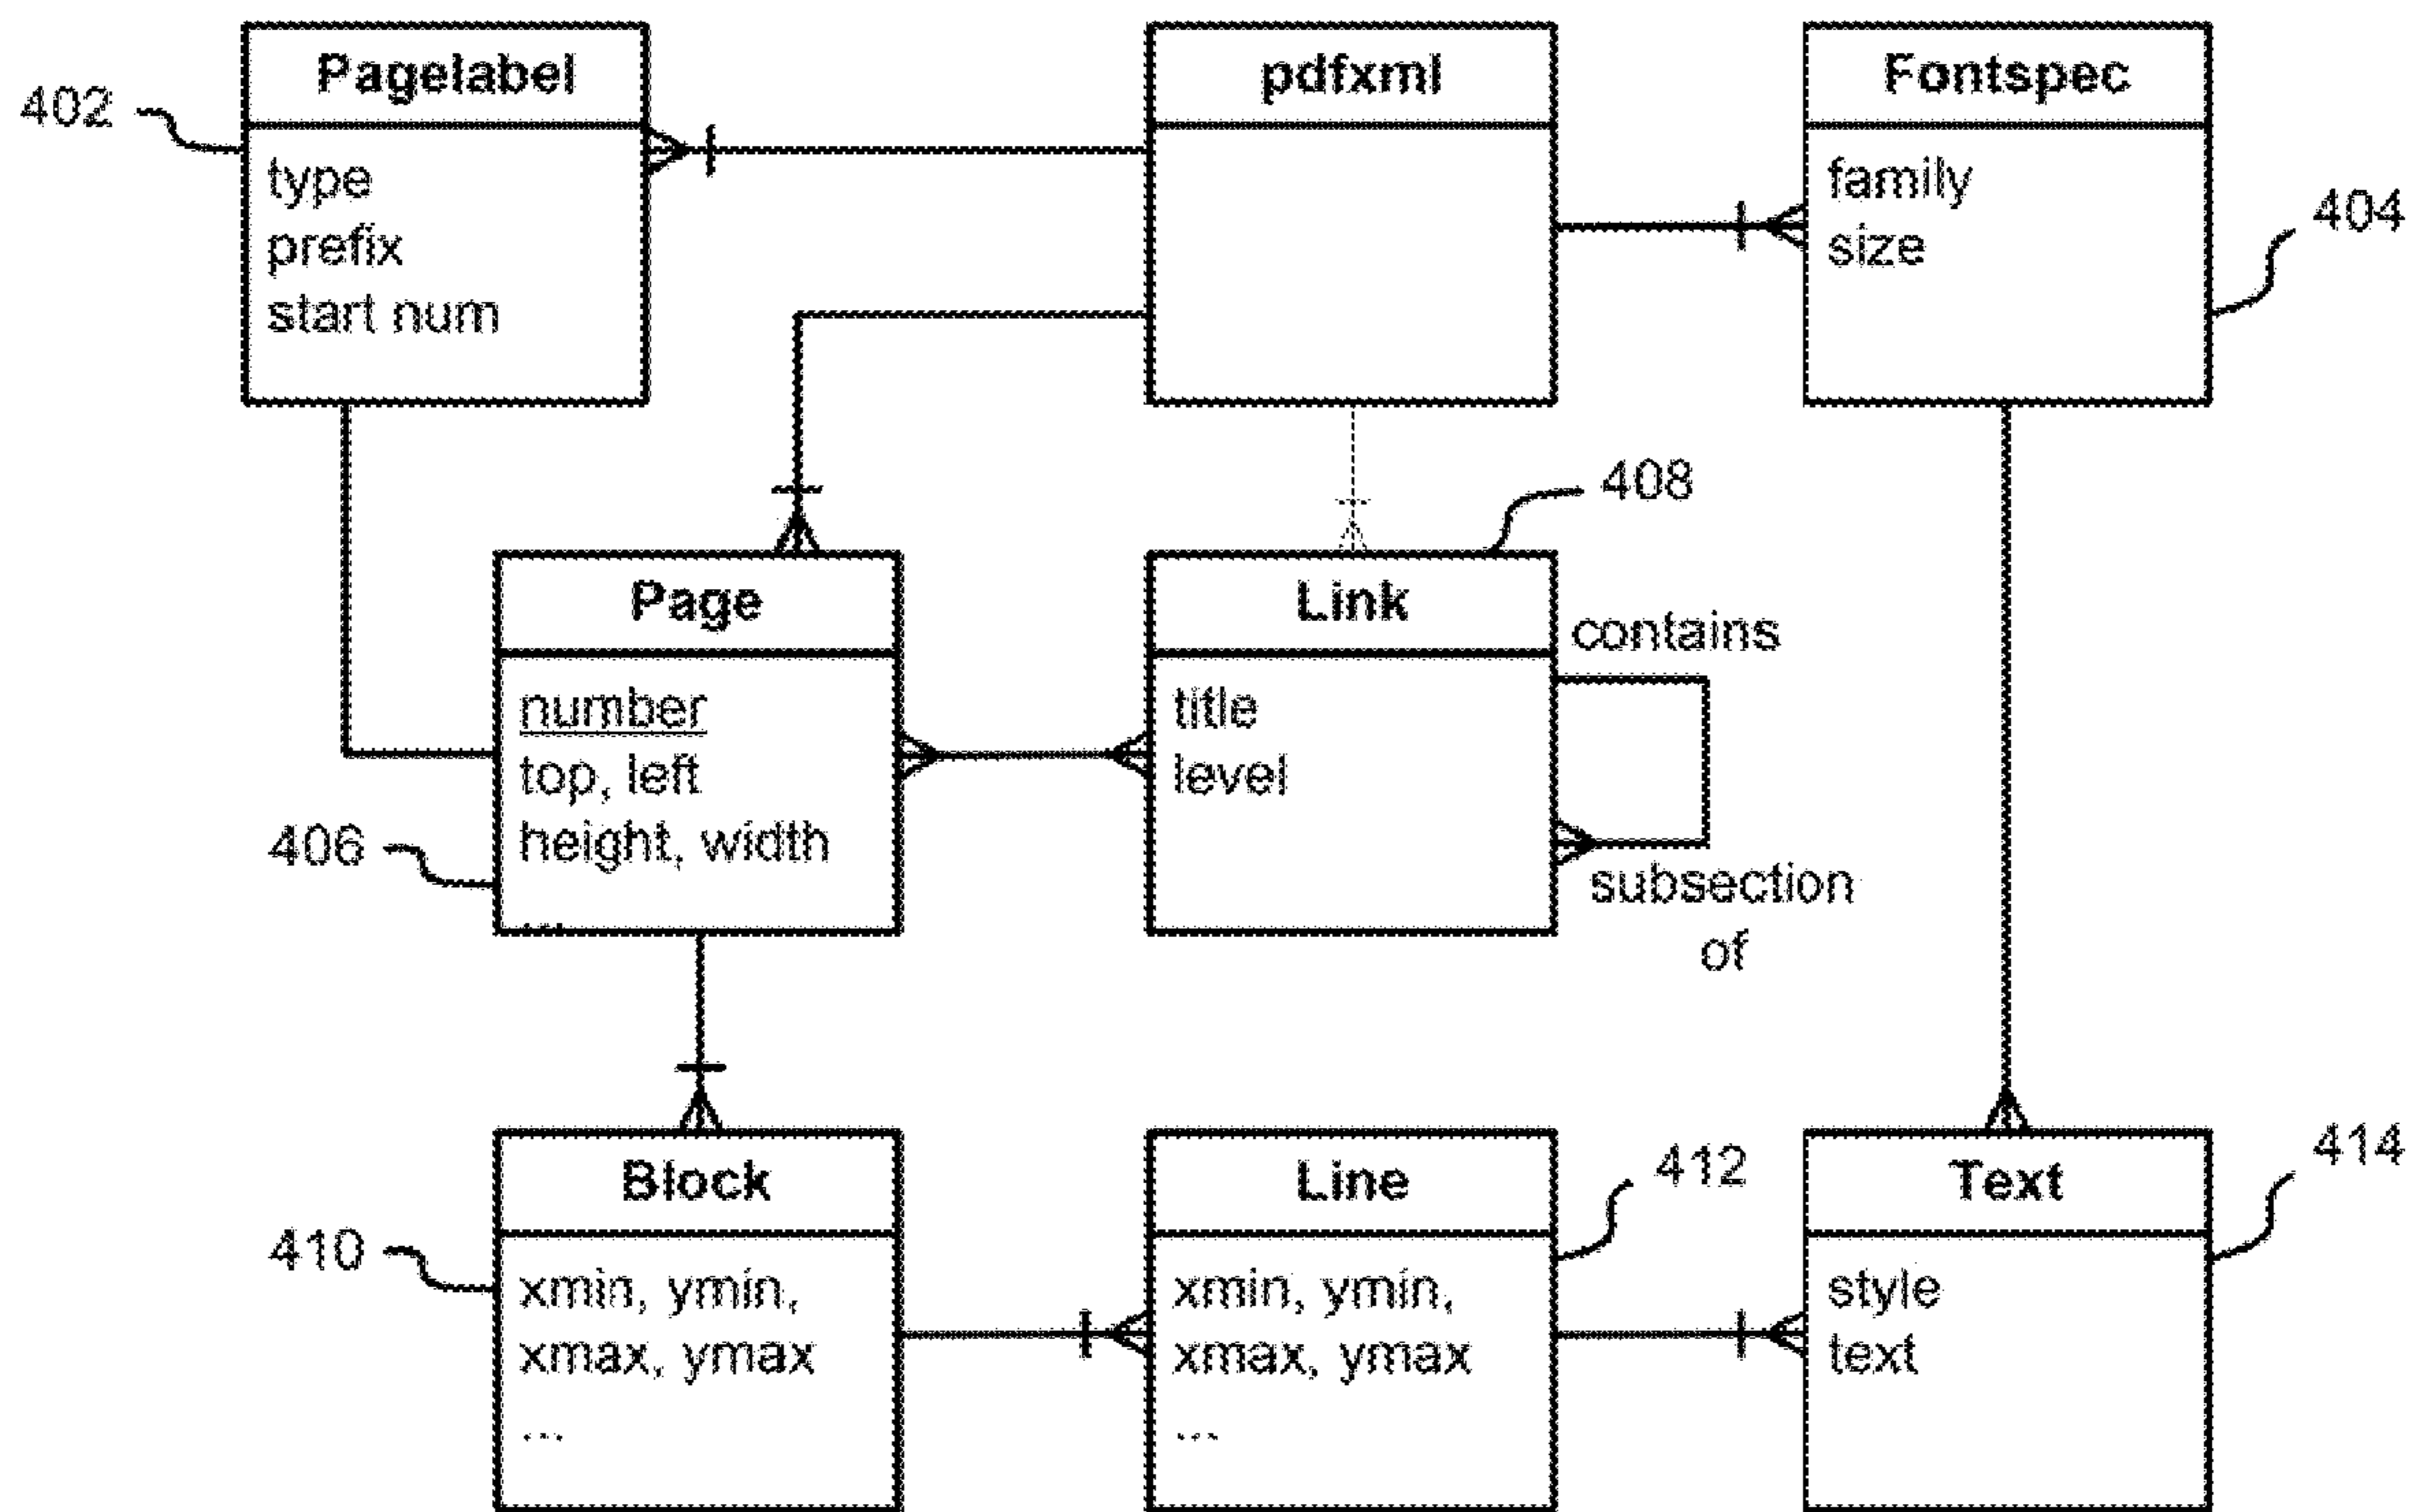 Pagelabel
402
type
prefix
start num
pdfxml
Fontspec
family
size
404
Page
number
top, left
height, width
...
406
408
Link
title
level
contains
subsection
of
Block
410
xmin, ymin,
xmax, ymax
...
Line
412
xmin, ymin,
xmax, ymax
...
Text
414
style
text